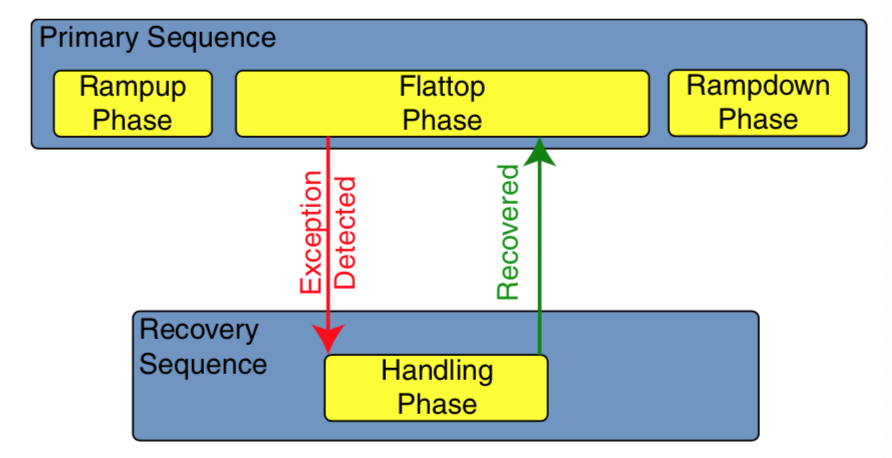 Primary Sequence
Rampup
Phase
Flattop
Phase
Rampdown
Phase
Exception
Detected
Recovered
Recovery
Sequence
Handling
Phase